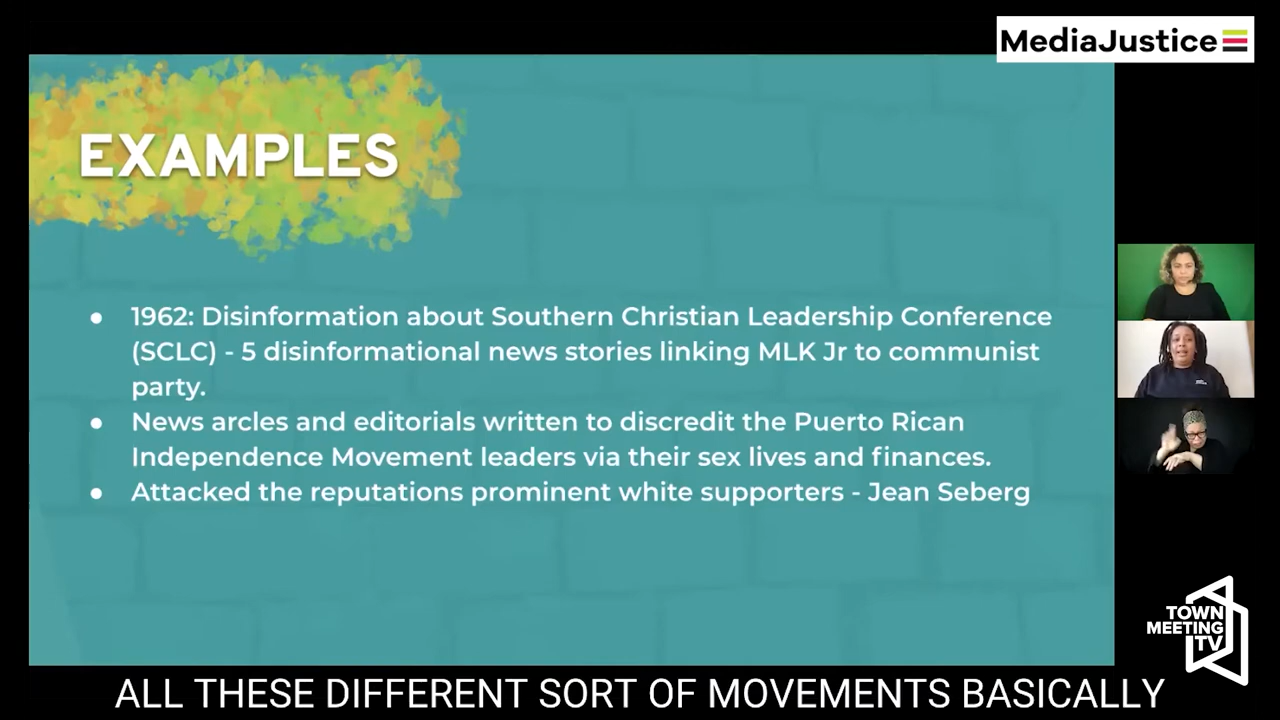 MediaJustice
EXAMPLES
● 1962: Disinformation about Southern Christian Leadership Conference
(SCLC) - 5 disinformational news stories linking MLK Jr to communist
party.
● News arcles and editorials written to discredit the Puerto Rican
Independence Movement leaders via their sex lives and finances.
● Attacked the reputations prominent white supporters - Jean Seberg
TOWN
MEETING
TV
ALL THESE DIFFERENT SORT OF MOVEMENTS BASICALLY